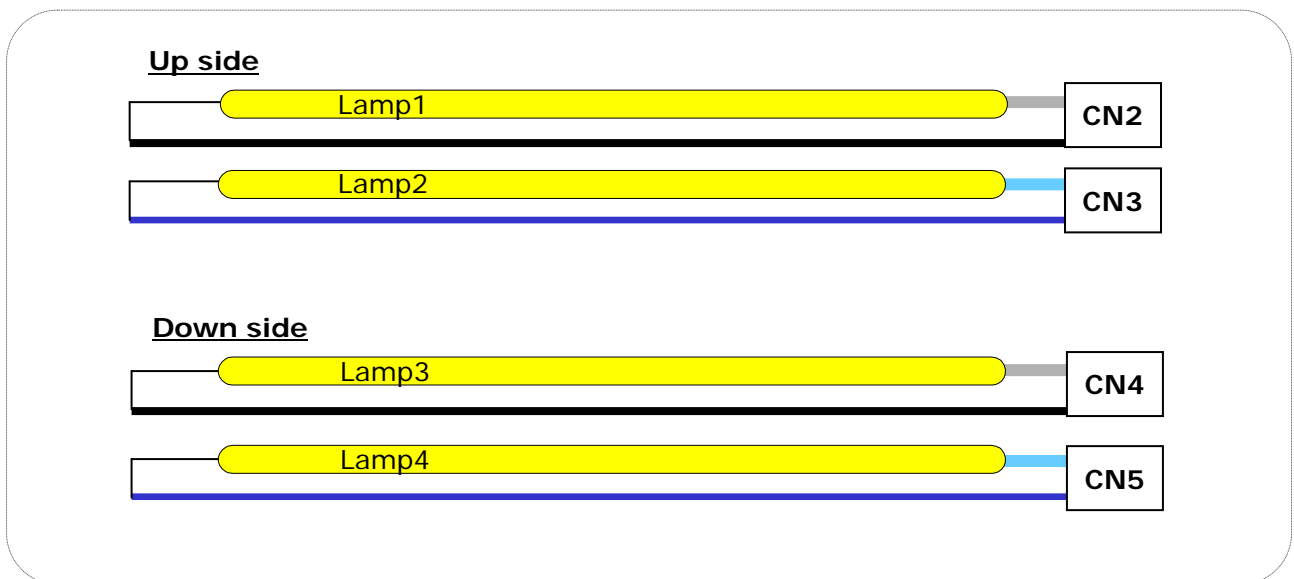 Up side
Lamp1
CN2
Lamp2
CN3
Down side
Lamp3
CN4
Lamp4
CN5